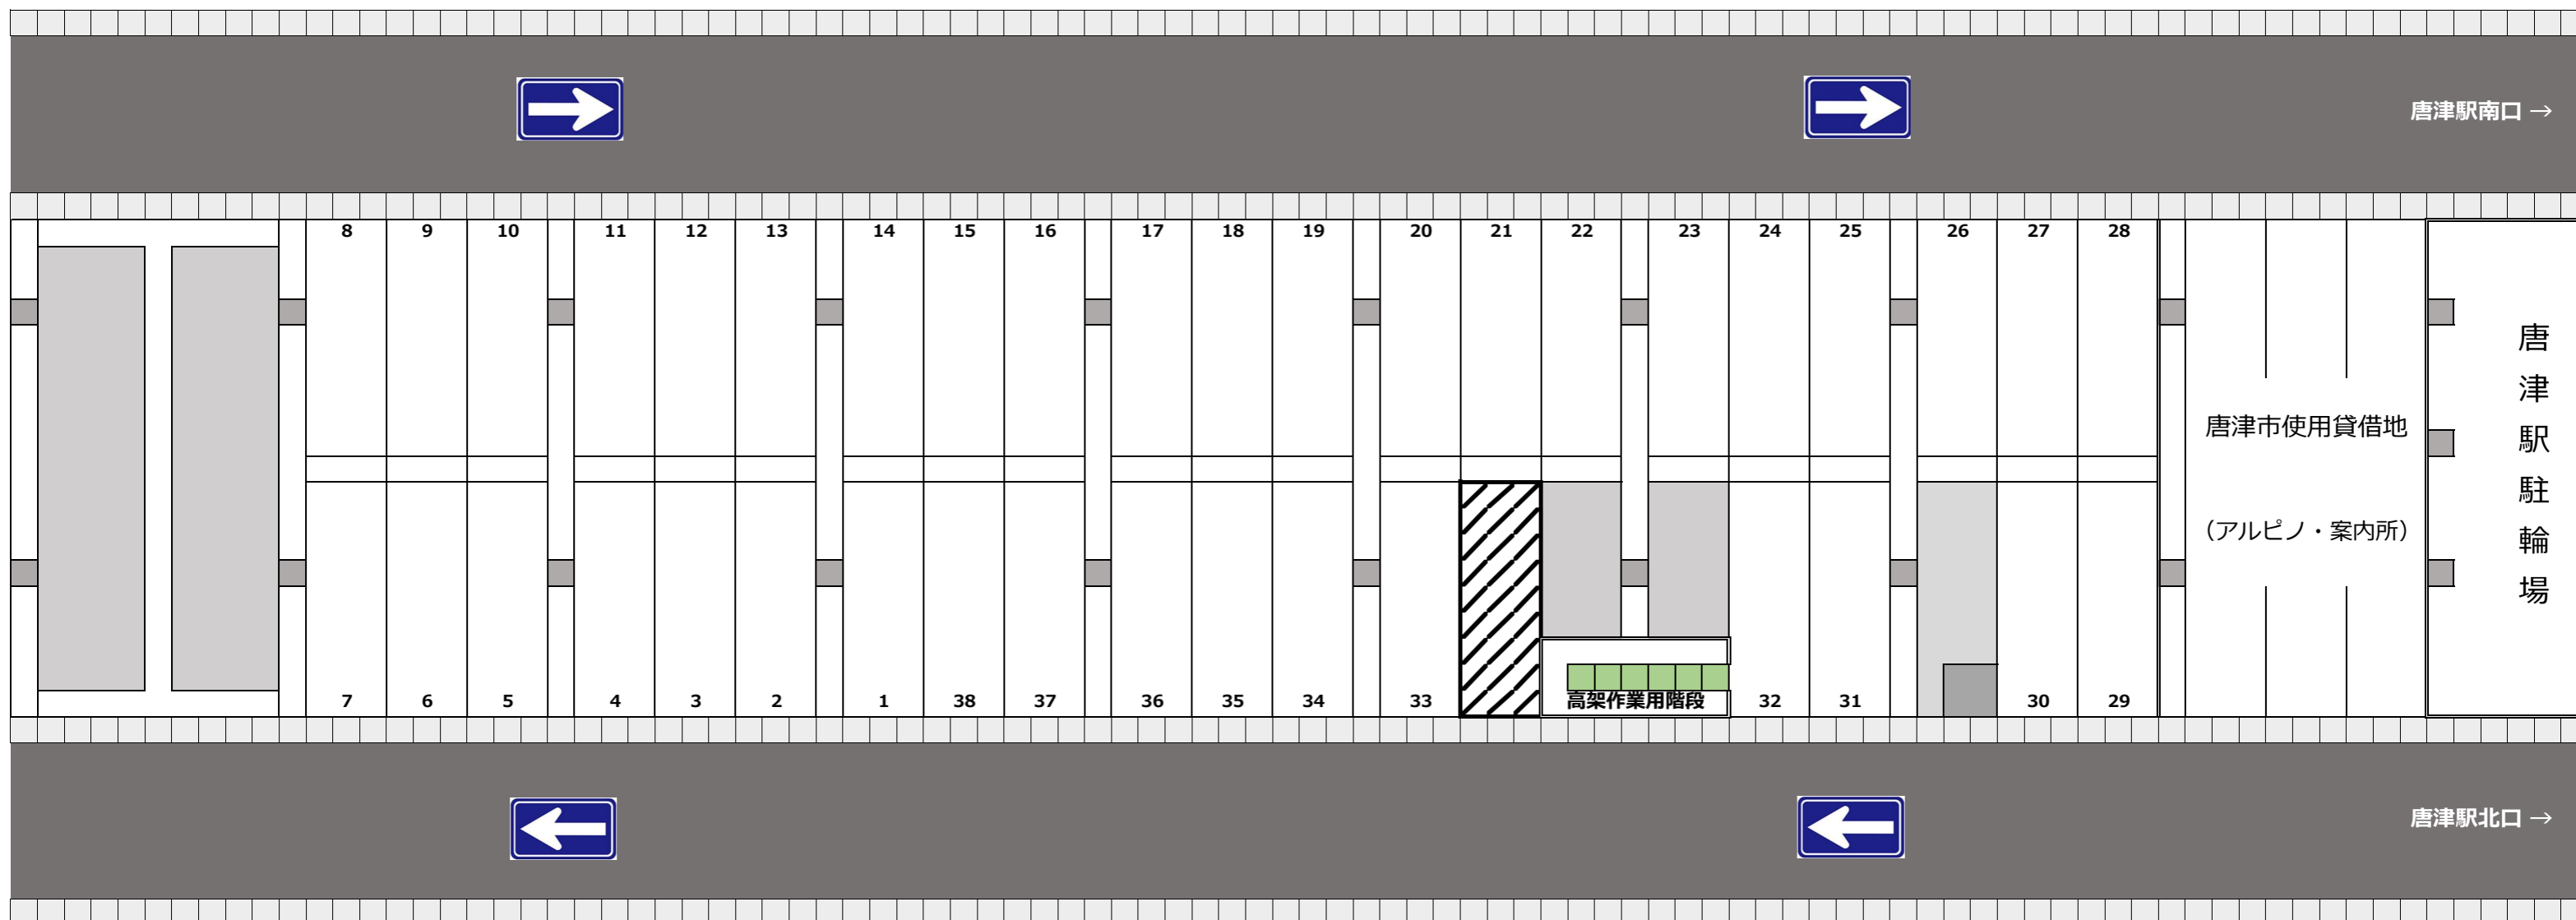 唐津駅南口 →
8 9 10 11 12 13 14 15 16 17 18 19 20 21 22 23 24 25 26 27 28
唐津市使用貸借地
（アルピノ・案内所）
唐津駅駐輪場
高架作業用階段
7 6 5 4 3 2 1 38 37 36 35 34 33 32 31 30 29
唐津駅北口 →